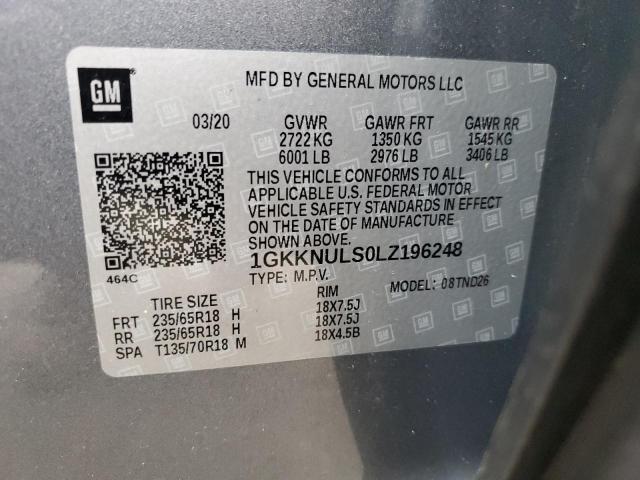 GM
MFD BY GENERAL MOTORS LLC
03/20 GVWR GAWR FRT GAWR RR
2722 KG 1350 KG 1545 KG
6001 LB 2976 LB 3406 LB
THIS VEHICLE CONFORMS TO ALL
APPLICABLE U.S. FEDERAL MOTOR
VEHICLE SAFETY STANDARDS IN EFFECT
ON THE DATE OF MANUFACTURE
SHOWN ABOVE.
1GKKNULS0LZ196248
464C
TYPE: M.P.V. MODEL: 08TND26
TIRE SIZE RIM
FRT 235/65R18 H 18X7.5J
RR 235/65R18 H 18X7.5J
SPA T135/70R18 M 18X4.5B